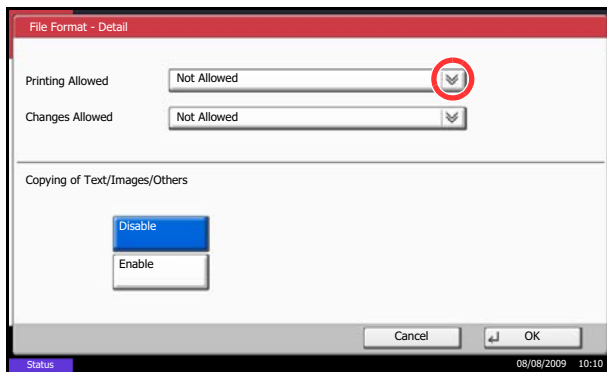 File Format - Detail
Printing Allowed Not Allowed
Changes Allowed Not Allowed
Copying of Text/Images/Others
Disable
Enable
Cancel OK
Status 08/08/2009 10:10